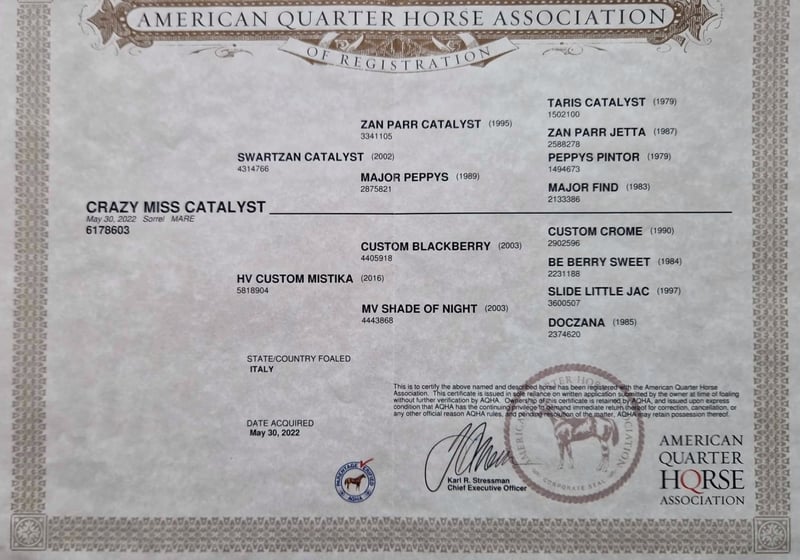 AMERICAN QUARTER HORSE ASSOCIATION
OF REGISTRATION
TARIS CATALYST (1979)
1502100
ZAN PARR CATALYST (1995)
3341105
ZAN PARR JETTA (1987)
2588278
SWARTZAN CATALYST (2002)
4314766
PEPPYS PINTOR (1979)
1494673
MAJOR PEPPYS (1989)
2875821
MAJOR FIND (1983)
2133386
CRAZY MISS CATALYST
May 30, 2022 Sorrel MARE
6178603
CUSTOM CROME (1990)
2902596
CUSTOM BLACKBERRY (2003)
4405918
BE BERRY SWEET (1984)
2231188
HV CUSTOM MISTIKA (2016)
5818904
SLIDE LITTLE JAC (1997)
3600507
MV SHADE OF NIGHT (2003)
4443868
DOCZANA (1985)
2374620
STATE/COUNTRY FOALED
ITALY
This is to certify the above named and described horse has been registered with the American Quarter Horse
Association. This certificate is issued in sole reliance on written application submitted by the owner at time of foaling
without further verification by AQHA. Ownership of this certificate is retained by AQHA, and issued upon express
condition that AQHA has the continuing privilege to demand immediate return thereof for correction, cancellation, or
any other official reason AQHA rules, and pending resolution of the matter, AQHA may retain possession thereof.
DATE ACQUIRED
May 30, 2022
PARENTAGE VERIFIED
AQHA
Karl R. Stressman
Chief Executive Officer
AMERICAN QUARTER HORSE ASSOCIATION
CORPORATE SEAL
AMERICAN
QUARTER
HORSE
ASSOCIATION